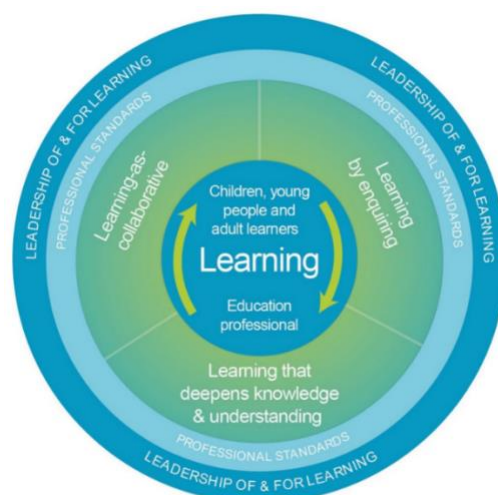 LEADERSHIP OF & FOR LEARNING
LEADERSHIP OF & FOR LEARNING
PROFESSIONAL STANDARDS
PROFESSIONAL STANDARDS
Learning-as-
collaborative
Learning
by enquiring
Children, young
people and
adult learners
Learning
Education
professional
Learning that
deepens knowledge
& understanding
PROFESSIONAL STANDARDS
LEADERSHIP OF & FOR LEARNING